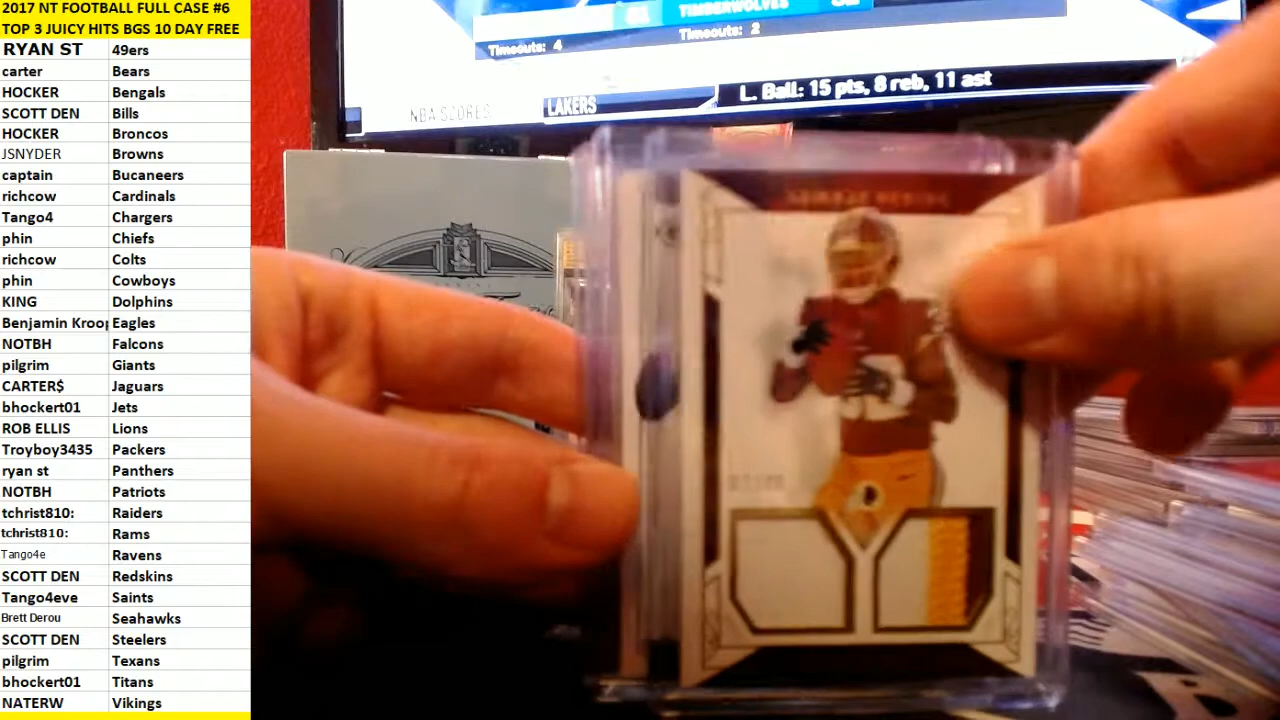 2017 NT FOOTBALL FULL CASE #6
TOP 3 JUICY HITS BGS 10 DAY FREE
RYAN ST 49ers
carter Bears
HOCKER Bengals
SCOTT DEN Bills
HOCKER Broncos
JSNYDER Browns
captain Bucaneers
richcow Cardinals
Tango4 Chargers
phin Chiefs
richcow Colts
phin Cowboys
KING Dolphins
Benjamin Kroo Eagles
NOTBH Falcons
pilgrim Giants
CARTER$ Jaguars
bhockert01 Jets
ROB ELLIS Lions
Troyboy3435 Packers
ryan st Panthers
NOTBH Patriots
tchrist810: Raiders
tchrist810: Rams
Tango4e Ravens
SCOTT DEN Redskins
Tango4eve Saints
Brett Derou Seahawks
SCOTT DEN Steelers
pilgrim Texans
bhockert01 Titans
NATERW Vikings
TIMBERWOLVES
Timeouts: 4 Timeouts: 2
NBA SCORES LAKERS L. Ball: 15 pts, 8 reb, 11 ast